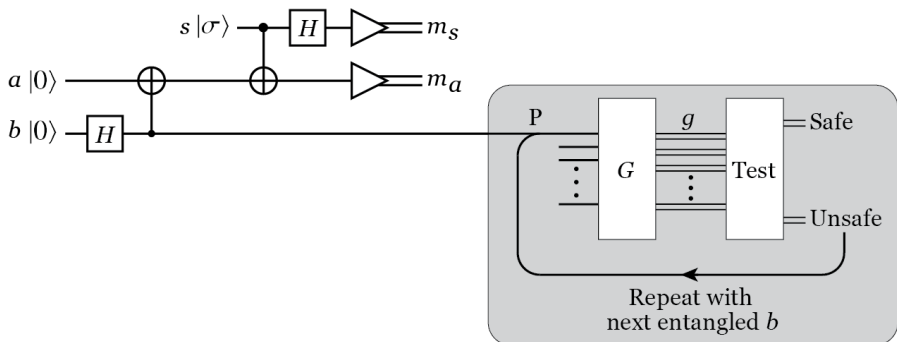 s |σ⟩ H m_s
a |0⟩ m_a
b |0⟩ H P G g Test Safe
Unsafe
Repeat with
next entangled b